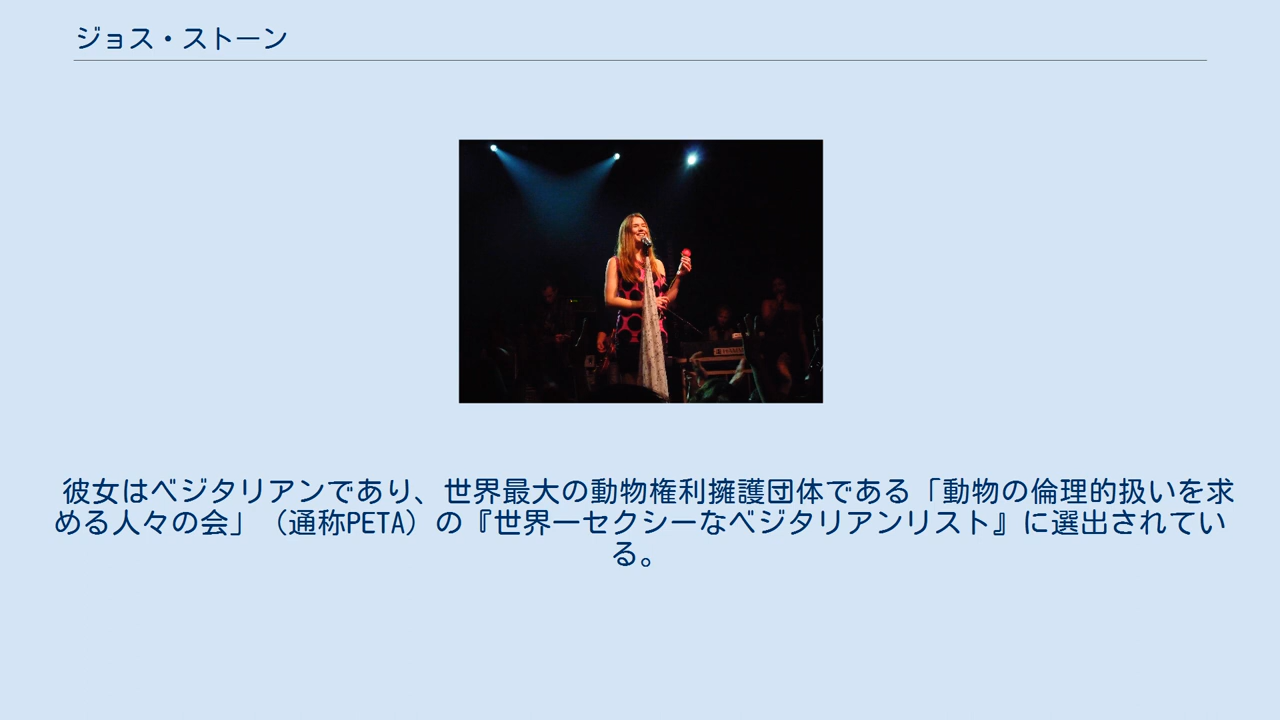 ジョス・ストーン
彼女はベジタリアンであり、世界最大の動物権利擁護団体である「動物の倫理的扱いを求
める人々の会」（通称PETA）の『世界一セクシーなベジタリアンリスト』に選出されてい
る。